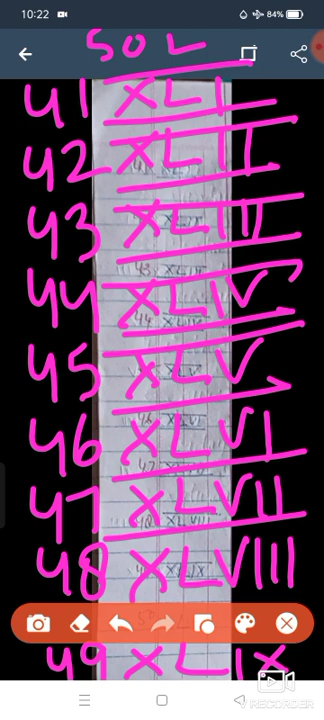 10:22 84%
50 L
41 XLI
42 XLII
43 XLIII
44 XLIV
45 XLV
46 XLVI
47 XLVII
48 XLVIII
49 XLIX
RECORDER